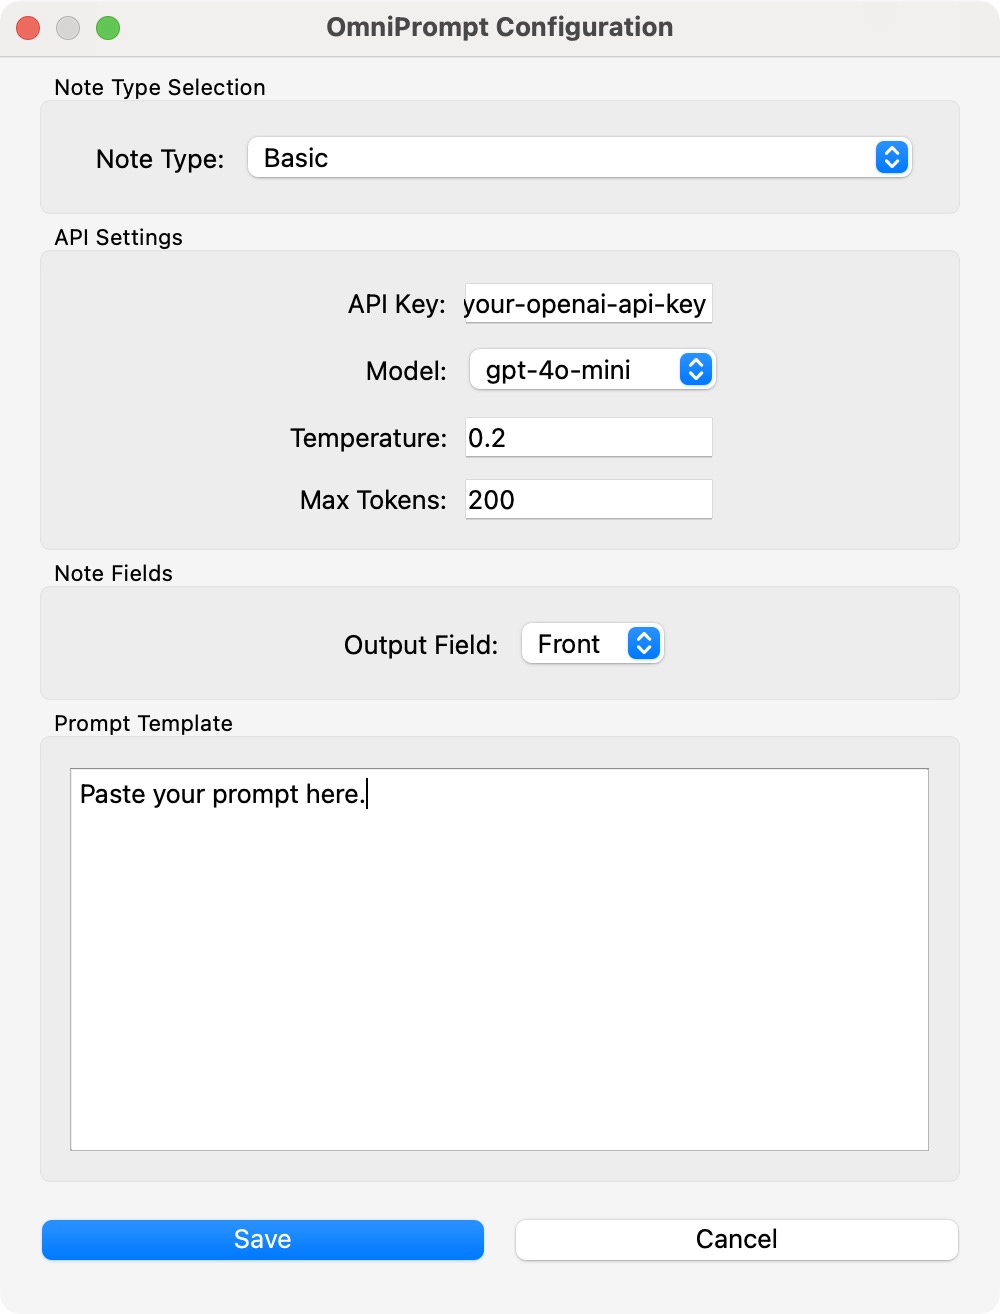 OmniPrompt Configuration
Note Type Selection
Note Type: Basic
API Settings
API Key: your-openai-api-key
Model: gpt-4o-mini
Temperature: 0.2
Max Tokens: 200
Note Fields
Output Field: Front
Prompt Template
Paste your prompt here.
Save Cancel